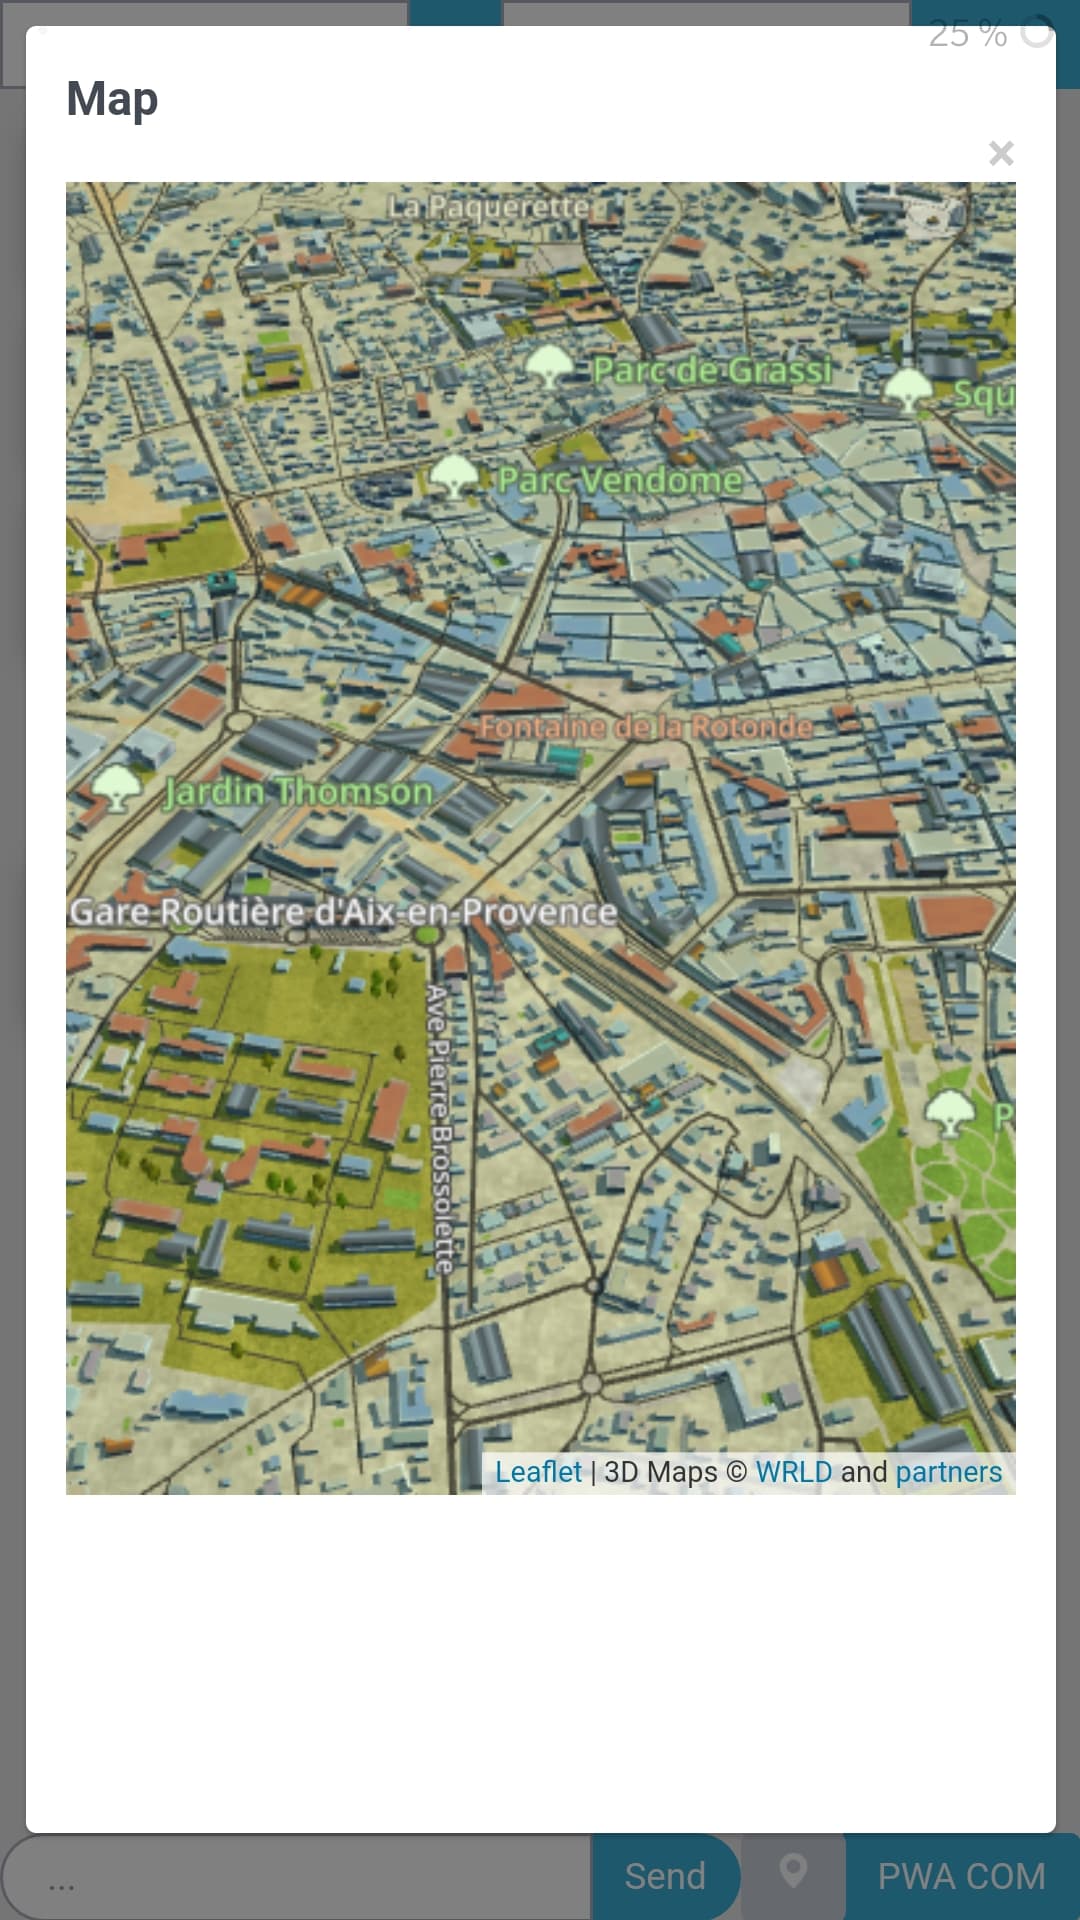 25 %
Map
×
La Paquerette
Parc de Grassi
Squ
Parc Vendome
Fontaine de la Rotonde
Jardin Thomson
Gare Routière d'Aix-en-Provence
Ave Pierre Brossolette
P
Leaflet | 3D Maps © WRLD and partners
...
Send
PWA COM